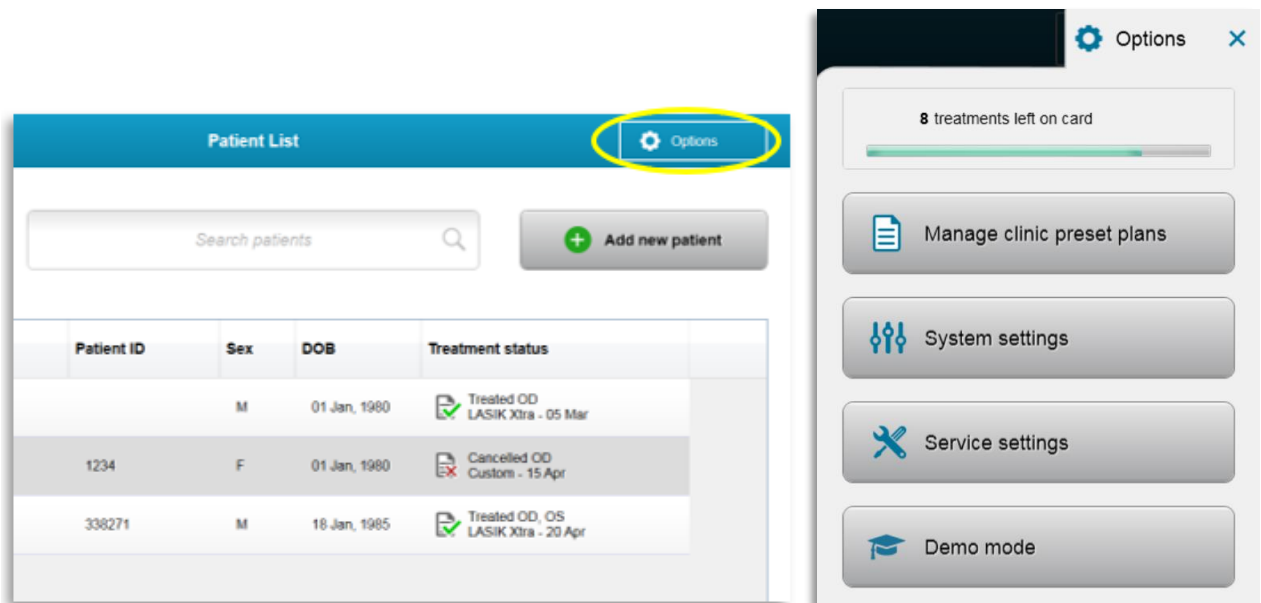 Patient List
Options
Search patients
Add new patient
Patient ID Sex DOB Treatment status
M 01 Jan, 1980 Treated OD
LASIK Xtra - 05 Mar
1234 F 01 Jan, 1980 Cancelled OD
Custom - 15 Apr
338271 M 18 Jan, 1985 Treated OD, OS
LASIK Xtra - 20 Apr
Options
8 treatments left on card
Manage clinic preset plans
System settings
Service settings
Demo mode